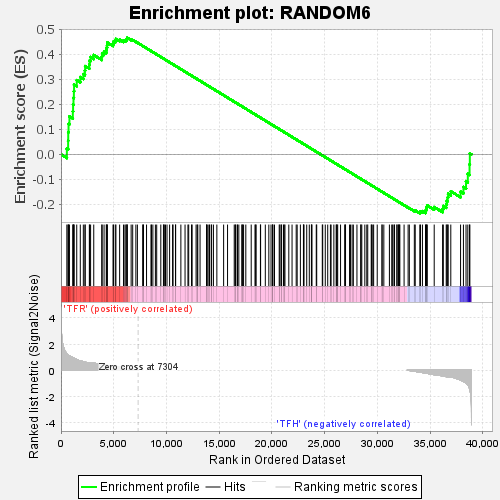 Enrichment plot: RANDOM6
Enrichment score (ES)
0.5
0.4
0.3
0.2
0.1
0.0
-0.1
-0.2
'TFR' (positively correlated)
Zero cross at 7304
'TFH' (negatively correlated)
Ranked list metric (Signal2Noise)
4
2
0
-2
-4
0
5,000
10,000
15,000
20,000
25,000
30,000
35,000
40,000
Rank in Ordered Dataset
Enrichment profile
Hits
Ranking metric scores